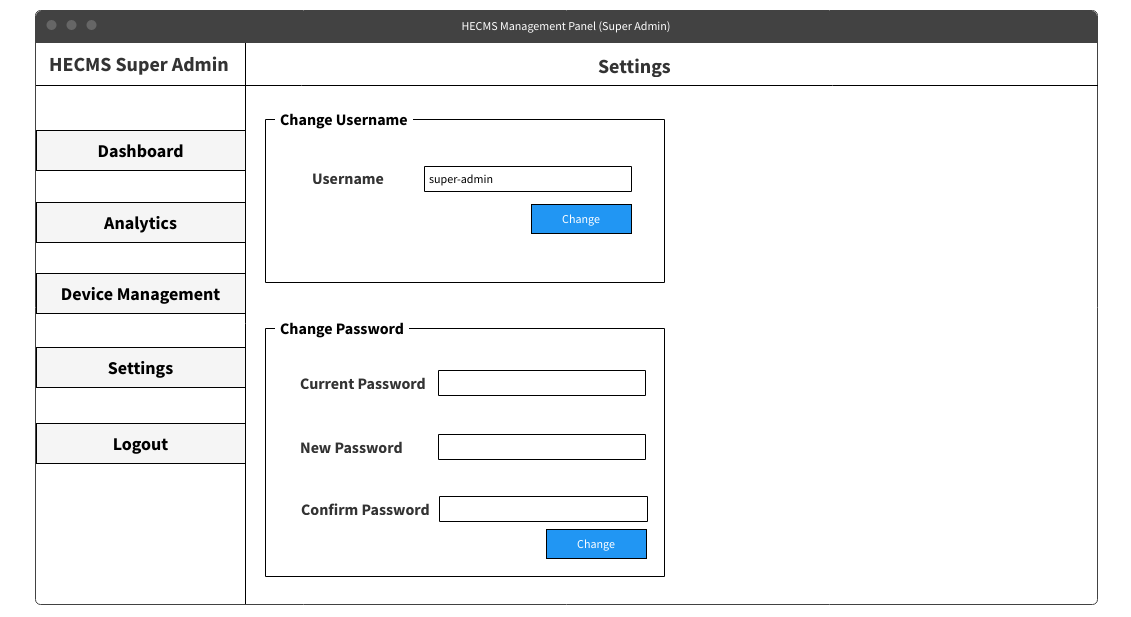 HECMS Management Panel (Super Admin)
HECMS Super Admin
Settings
Dashboard
Analytics
Device Management
Settings
Logout
Change Username
Username
super-admin
Change
Change Password
Current Password
New Password
Confirm Password
Change